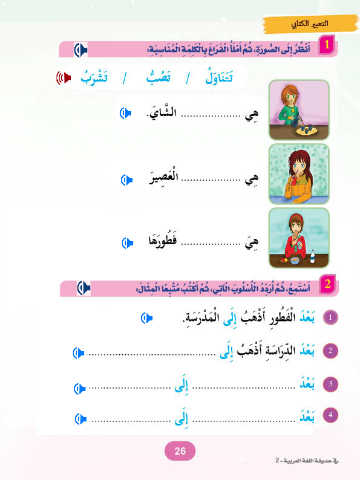 التعبير الكتابي
1 أَنْظُرُ إِلَى الصُّورَةِ، ثُمَّ أَمْلَأُ الْفَرَاغَ بِالْكَلِمَةِ الْمُنَاسِبَةِ:
تَتَنَاوَلُ / تَصُبُّ / تَشْرَبُ
هِيَ .................... الشَّايَ.
هِيَ .................... الْعَصِيرَ
هِيَ .................... فَطُورَهَا
2 أَسْتَمِعُ، ثُمَّ أُرَدِّدُ الْأُسْلُوبَ الْآتِي، ثُمَّ أَكْتُبُ مُتَّبِعًا الْمِثَالَ:
1 بَعْدَ الْفَطُورِ أَذْهَبُ إِلَى الْمَدْرَسَةِ.
2 بَعْدَ الدِّرَاسَةِ أَذْهَبُ إِلَى ........................................
3 بَعْدَ ................................ إِلَى .........................
4 بَعْدَ ................................ إِلَى .........................
26
في حديقة اللغة العربية - 2